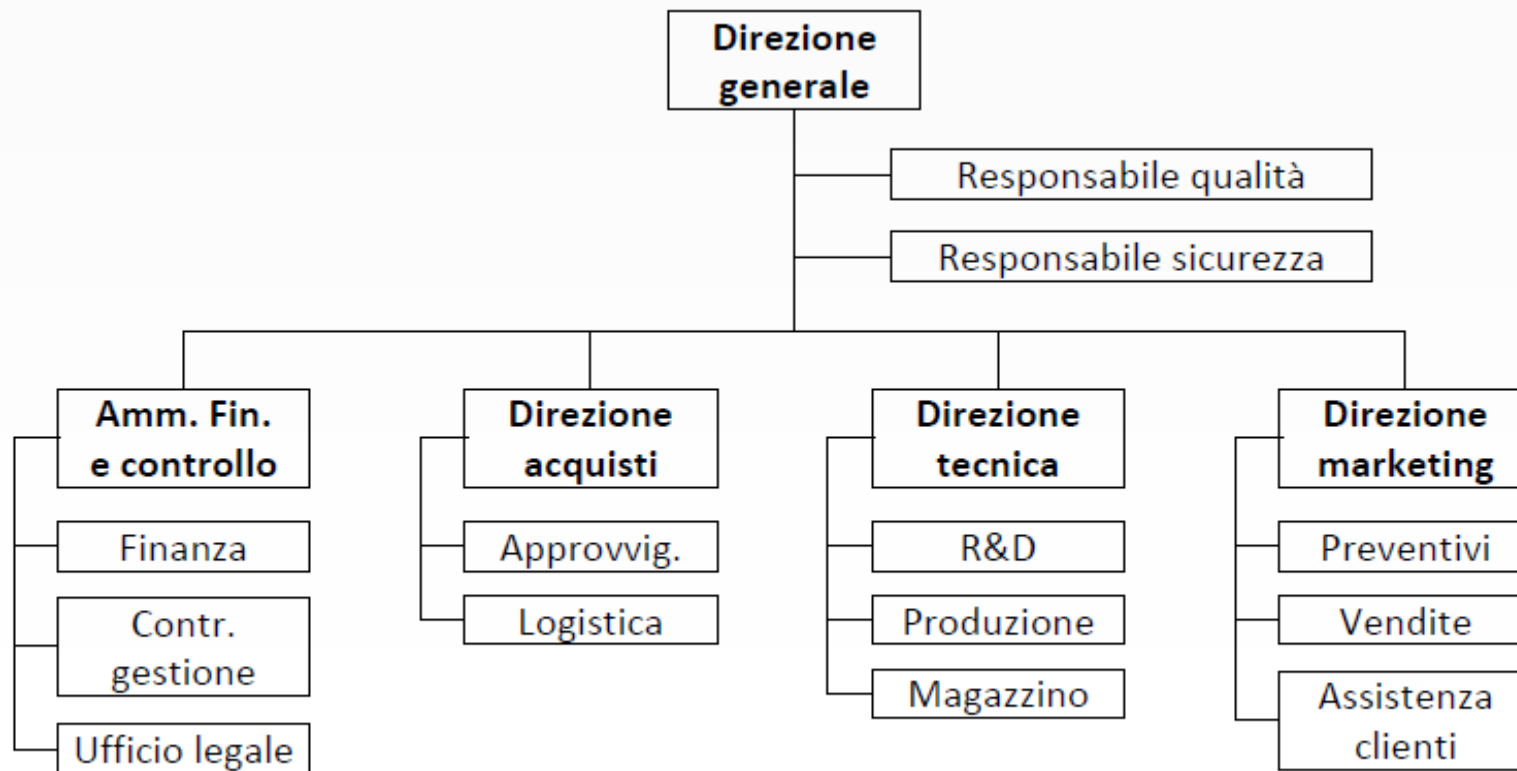 Direzione
generale
Responsabile qualità
Responsabile sicurezza
Amm. Fin.
e controllo
Finanza
Contr.
gestione
Ufficio legale
Direzione
acquisti
Approvvig.
Logistica
Direzione
tecnica
R&D
Produzione
Magazzino
Direzione
marketing
Preventivi
Vendite
Assistenza
clienti